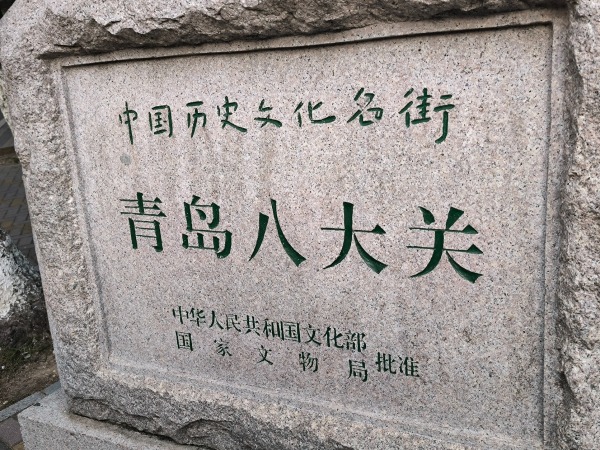 中国历史文化名街
青岛八大关
中华人民共和国文化部
国家文物局批准